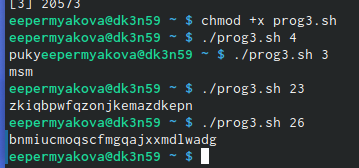 [3] 20573
eepermyakova@dk3n59 ~ $ chmod +x prog3.sh
eepermyakova@dk3n59 ~ $ ./prog3.sh 4
pukyeepermyakova@dk3n59 ~ $ ./prog3.sh 3
msm
eepermyakova@dk3n59 ~ $ ./prog3.sh 23
zkiqbpwfqzonjkemazdkepn
eepermyakova@dk3n59 ~ $ ./prog3.sh 26
bnmiucmoqscfmgqajxxmdlwadg
eepermyakova@dk3n59 ~ $